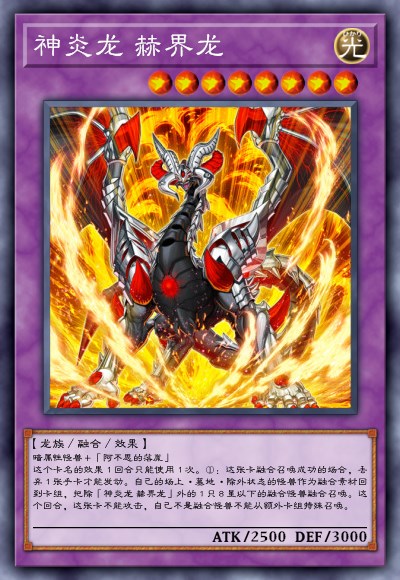 神炎龙 赫界龙
光
ひかり
【龙族／融合／效果】
暗属性怪兽＋「阿不思的落胤」
这个卡名的效果1回合只能使用1次。①：这张卡融合召唤成功的场合，丢
弃1张手卡才能发动。自己的场上·墓地·除外状态的怪兽作为融合素材回
到卡组，把除「神炎龙 赫界龙」外的1只8星以下的融合怪兽融合召唤。这
个回合，这张卡不能攻击，自己不是融合怪兽不能从额外卡组特殊召唤。
ATK/2500 DEF/3000